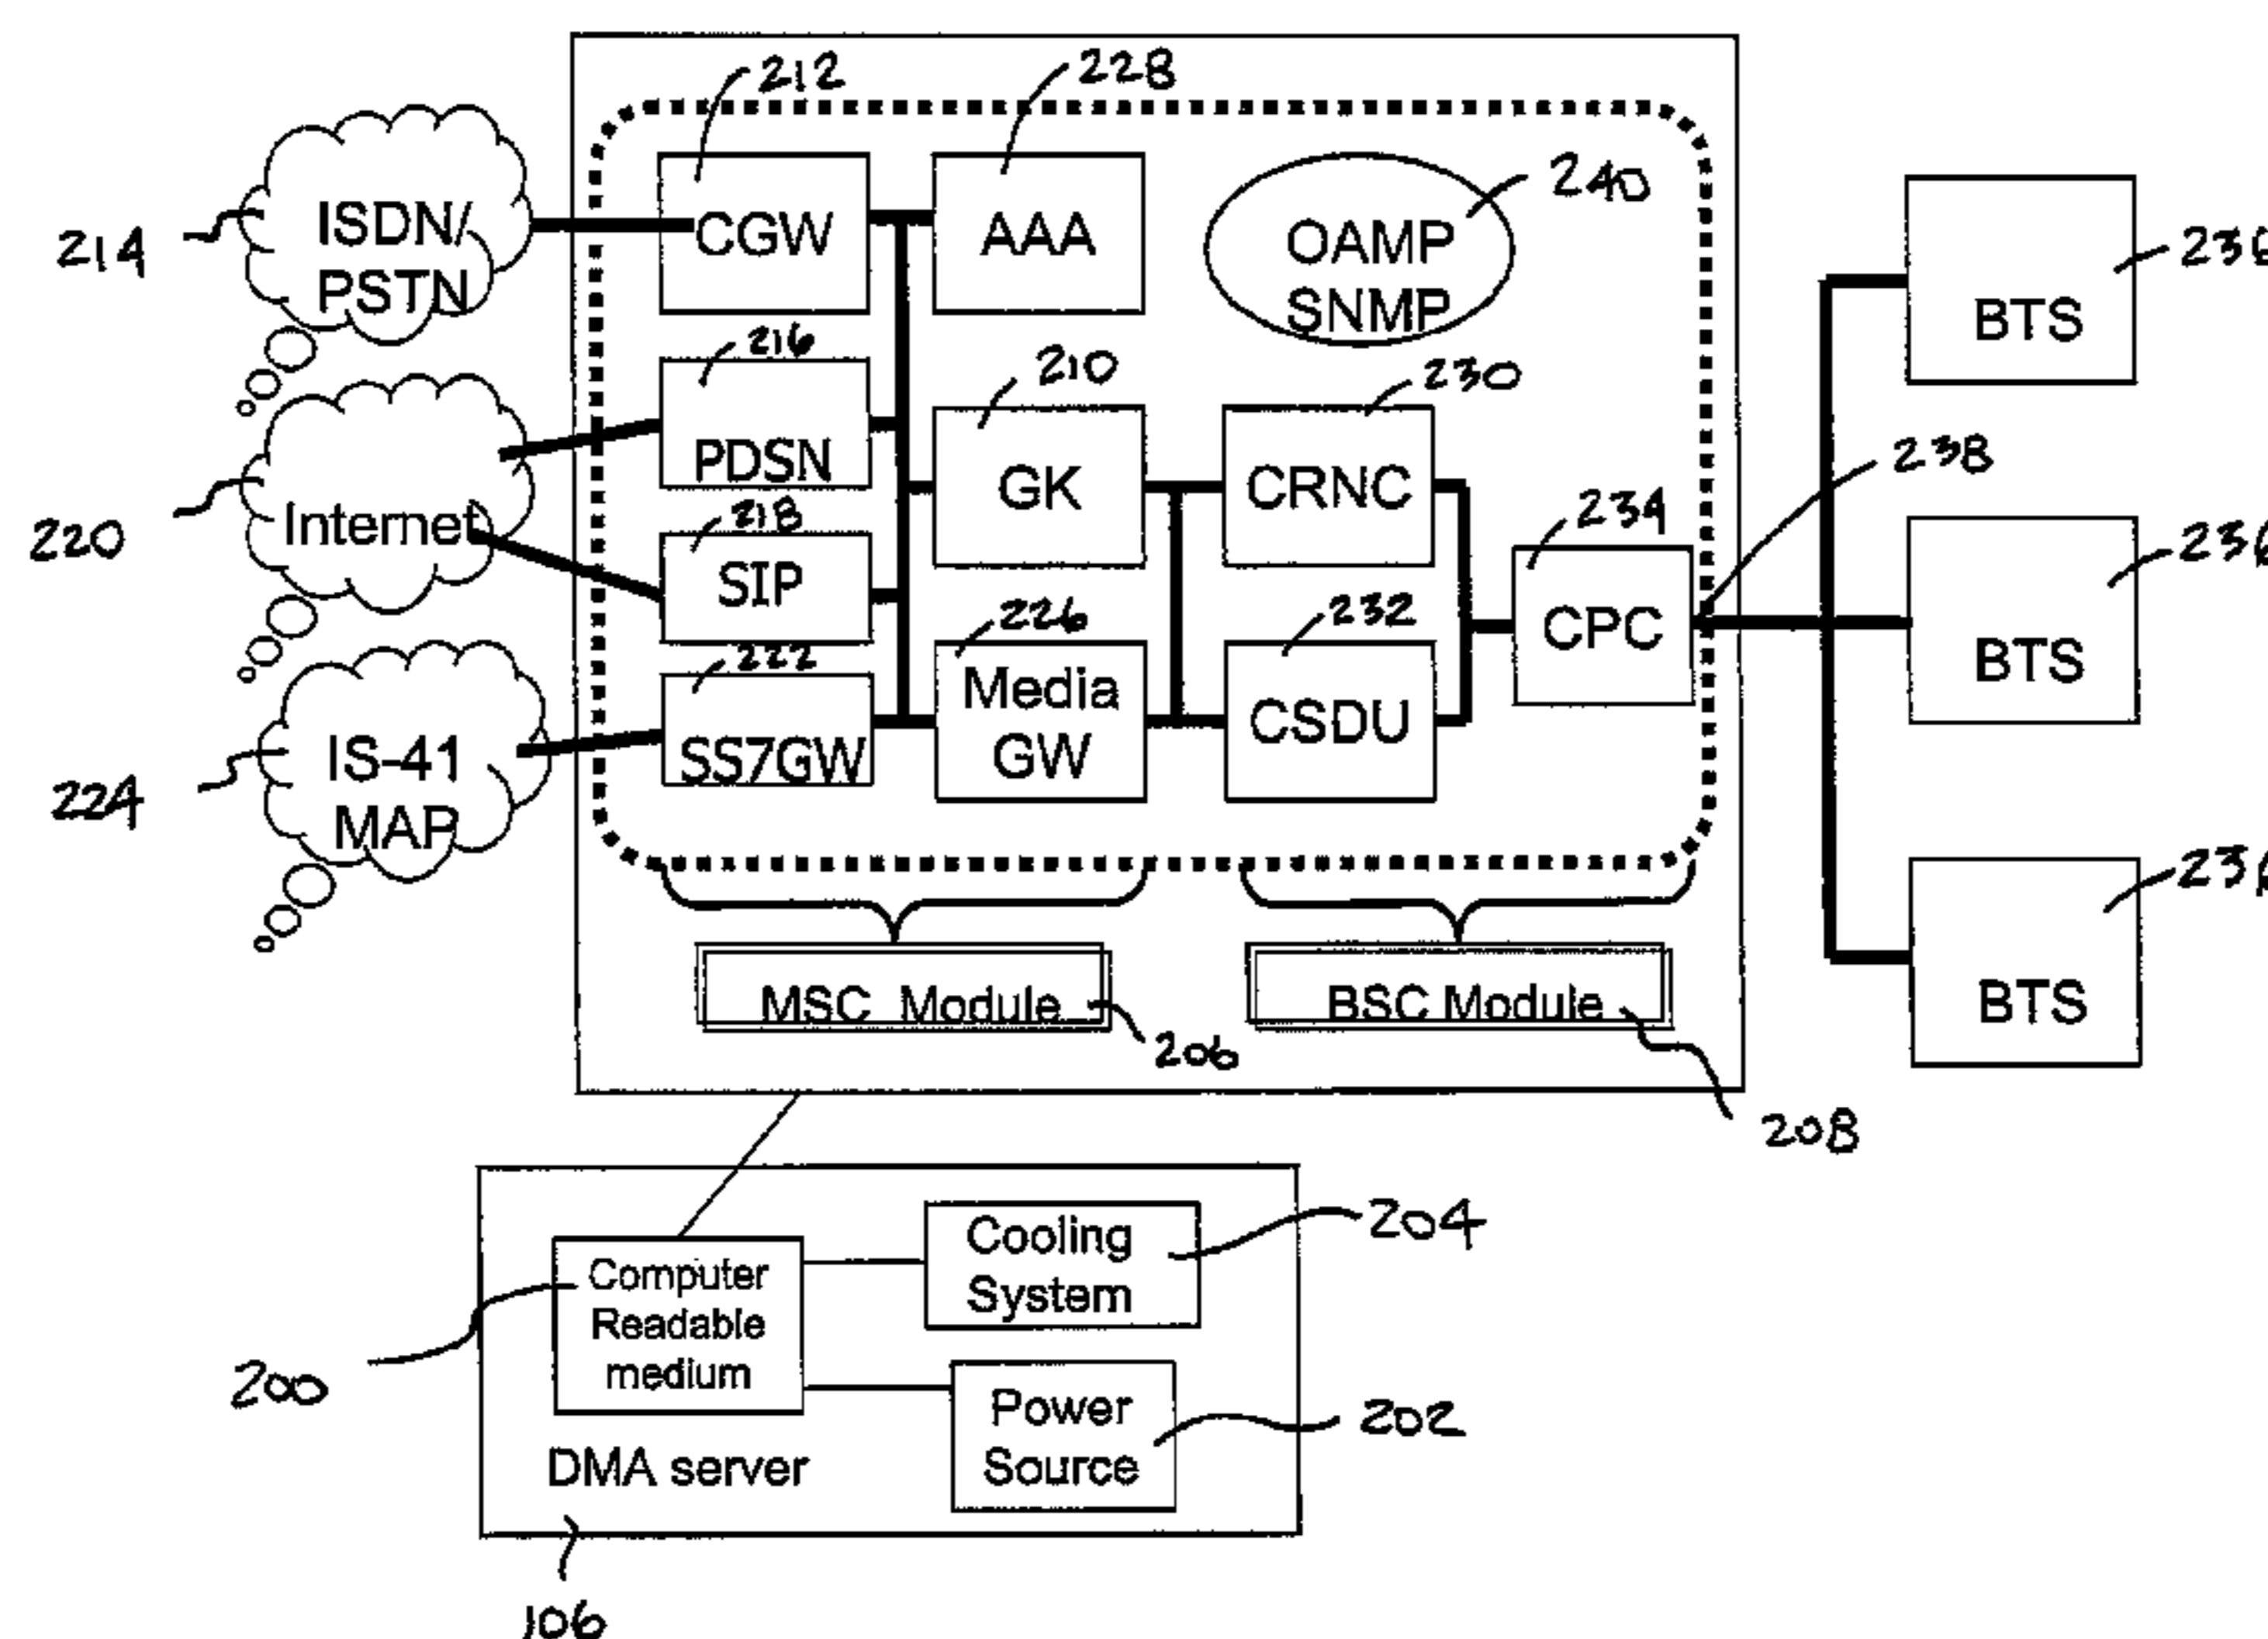 212
228
ISDN/
PSTN
214
CGW
AAA
OAMP
SNMP
240
BTS
216
PDSN
210
GK
230
CRNC
238
Internet
220
218
SIP
226
Media
GW
232
CSDU
234
CPC
BTS
222
SS7GW
IS-41
MAP
224
BTS
MSC Module
206
BSC Module
208
Computer
Readable
medium
200
Cooling
System
204
Power
Source
202
DMA server
106